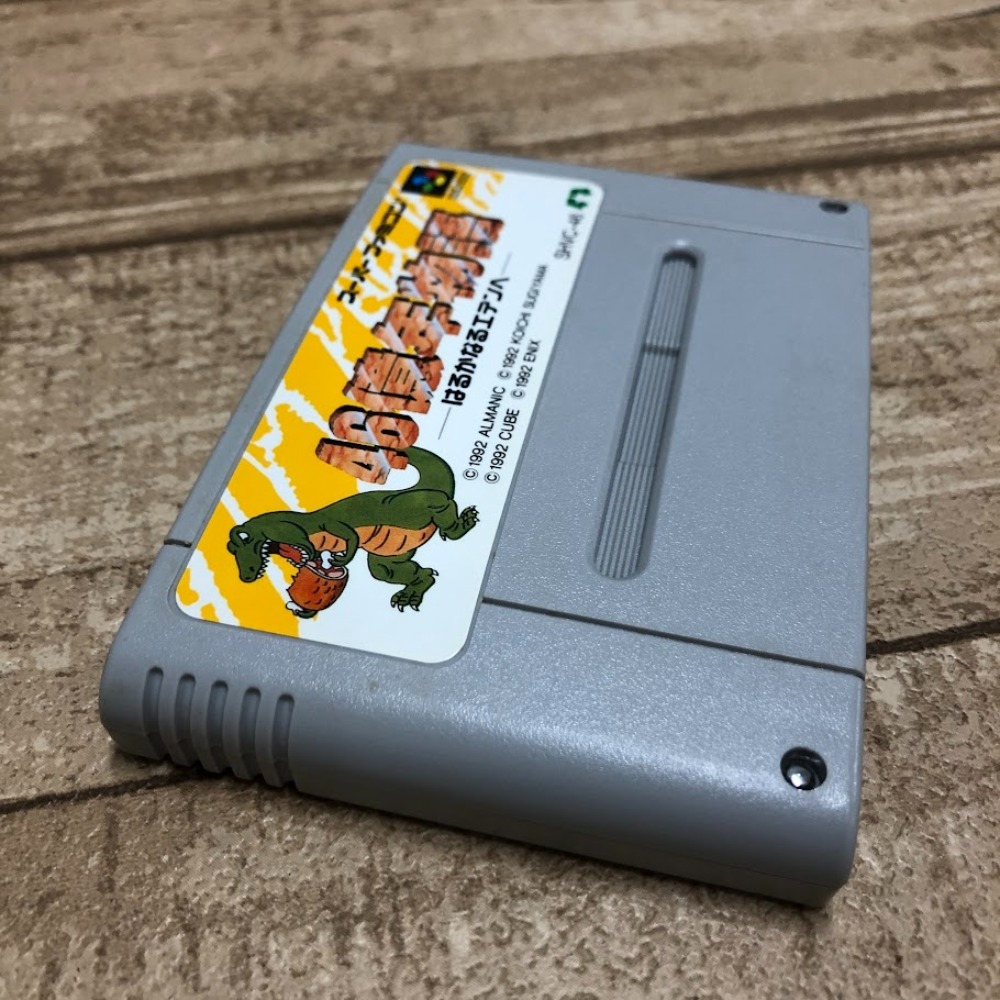 スーパーファミコン
46億年物語
はるかなるエデンへ
©1992 ALMANIC ©1992 KOICHI SUGIYAMA
©1992 CUBE ©1992 ENIX
SHVC-46